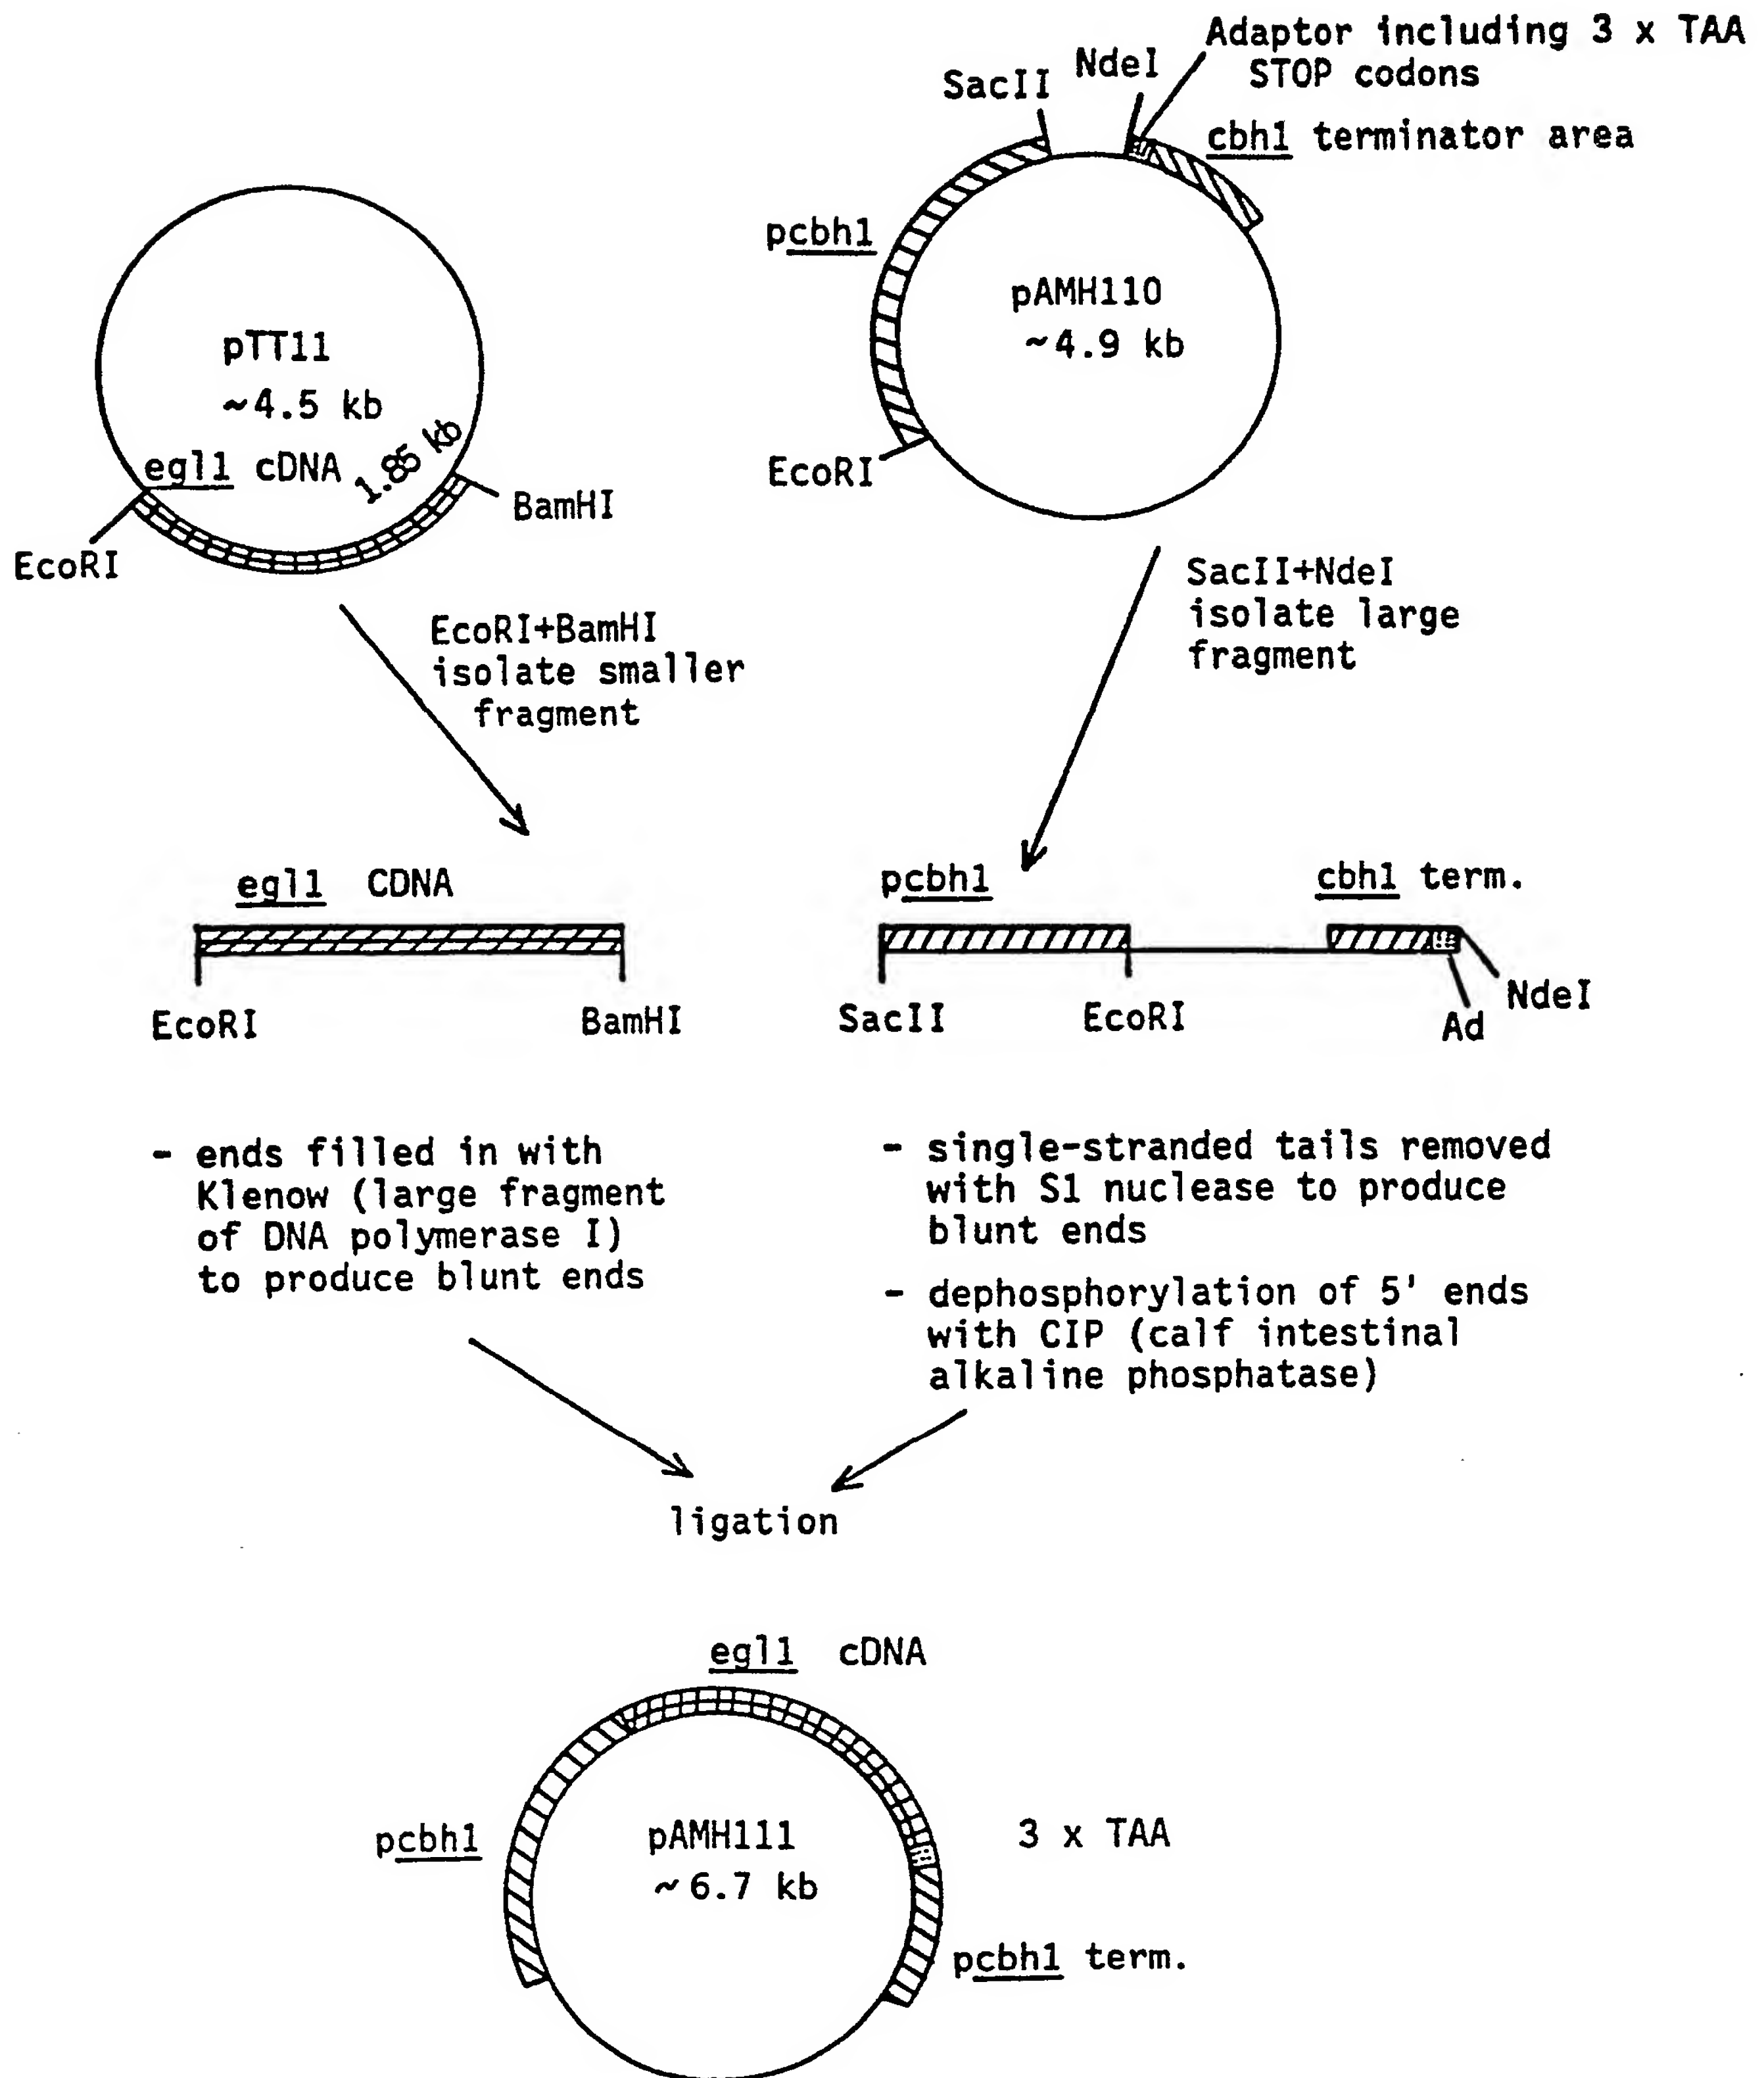 Adaptor including 3 x TAA
STOP codons
SacII
NdeI
cbh1 terminator area
pcbh1
pAMH110
~4.9 kb
EcoRI
pTT11
~4.5 kb
egl1 cDNA
1.85 kb
BamHI
EcoRI
EcoRI+BamHI
isolate smaller
fragment
SacII+NdeI
isolate large
fragment
egl1 CDNA
EcoRI
BamHI
pcbh1
cbh1 term.
SacII
EcoRI
Ad
NdeI
- ends filled in with
Klenow (large fragment
of DNA polymerase I)
to produce blunt ends
- single-stranded tails removed
with S1 nuclease to produce
blunt ends
- dephosphorylation of 5' ends
with CIP (calf intestinal
alkaline phosphatase)
ligation
egl1 cDNA
pcbh1
pAMH111
~6.7 kb
3 x TAA
pcbh1 term.